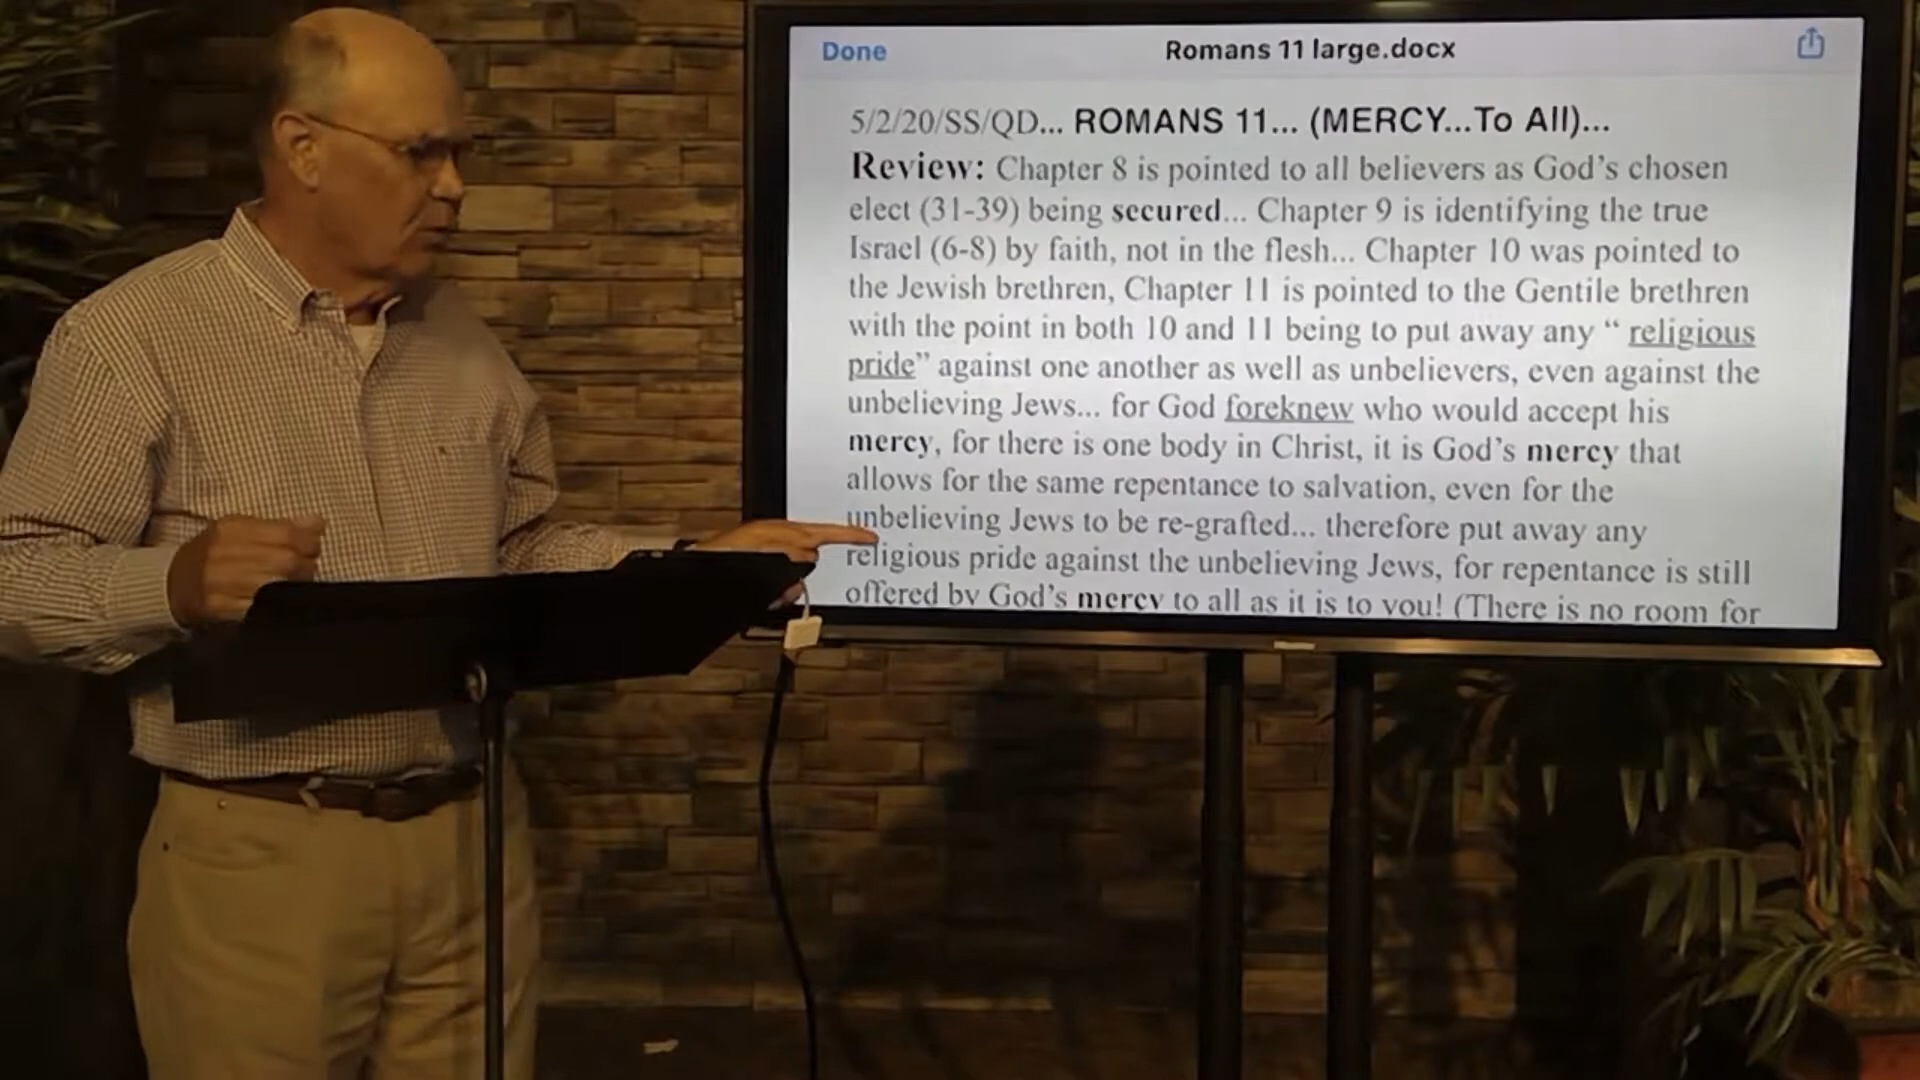 Done Romans 11 large.docx
5/2/20/SS/QD... ROMANS 11... (MERCY...To All)...
Review: Chapter 8 is pointed to all believers as God's chosen
elect (31-39) being secured... Chapter 9 is identifying the true
Israel (6-8) by faith, not in the flesh... Chapter 10 was pointed to
the Jewish brethren, Chapter 11 is pointed to the Gentile brethren
with the point in both 10 and 11 being to put away any “ religious
pride” against one another as well as unbelievers, even against the
unbelieving Jews... for God foreknew who would accept his
mercy, for there is one body in Christ, it is God's mercy that
allows for the same repentance to salvation, even for the
unbelieving Jews to be re-grafted... therefore put away any
religious pride against the unbelieving Jews, for repentance is still
offered by God's mercy to all as it is to you! (There is no room for